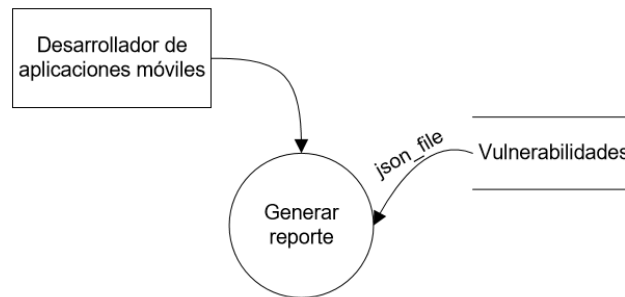 Desarrollador de
aplicaciones móviles
json_file
Vulnerabilidades
Generar
reporte